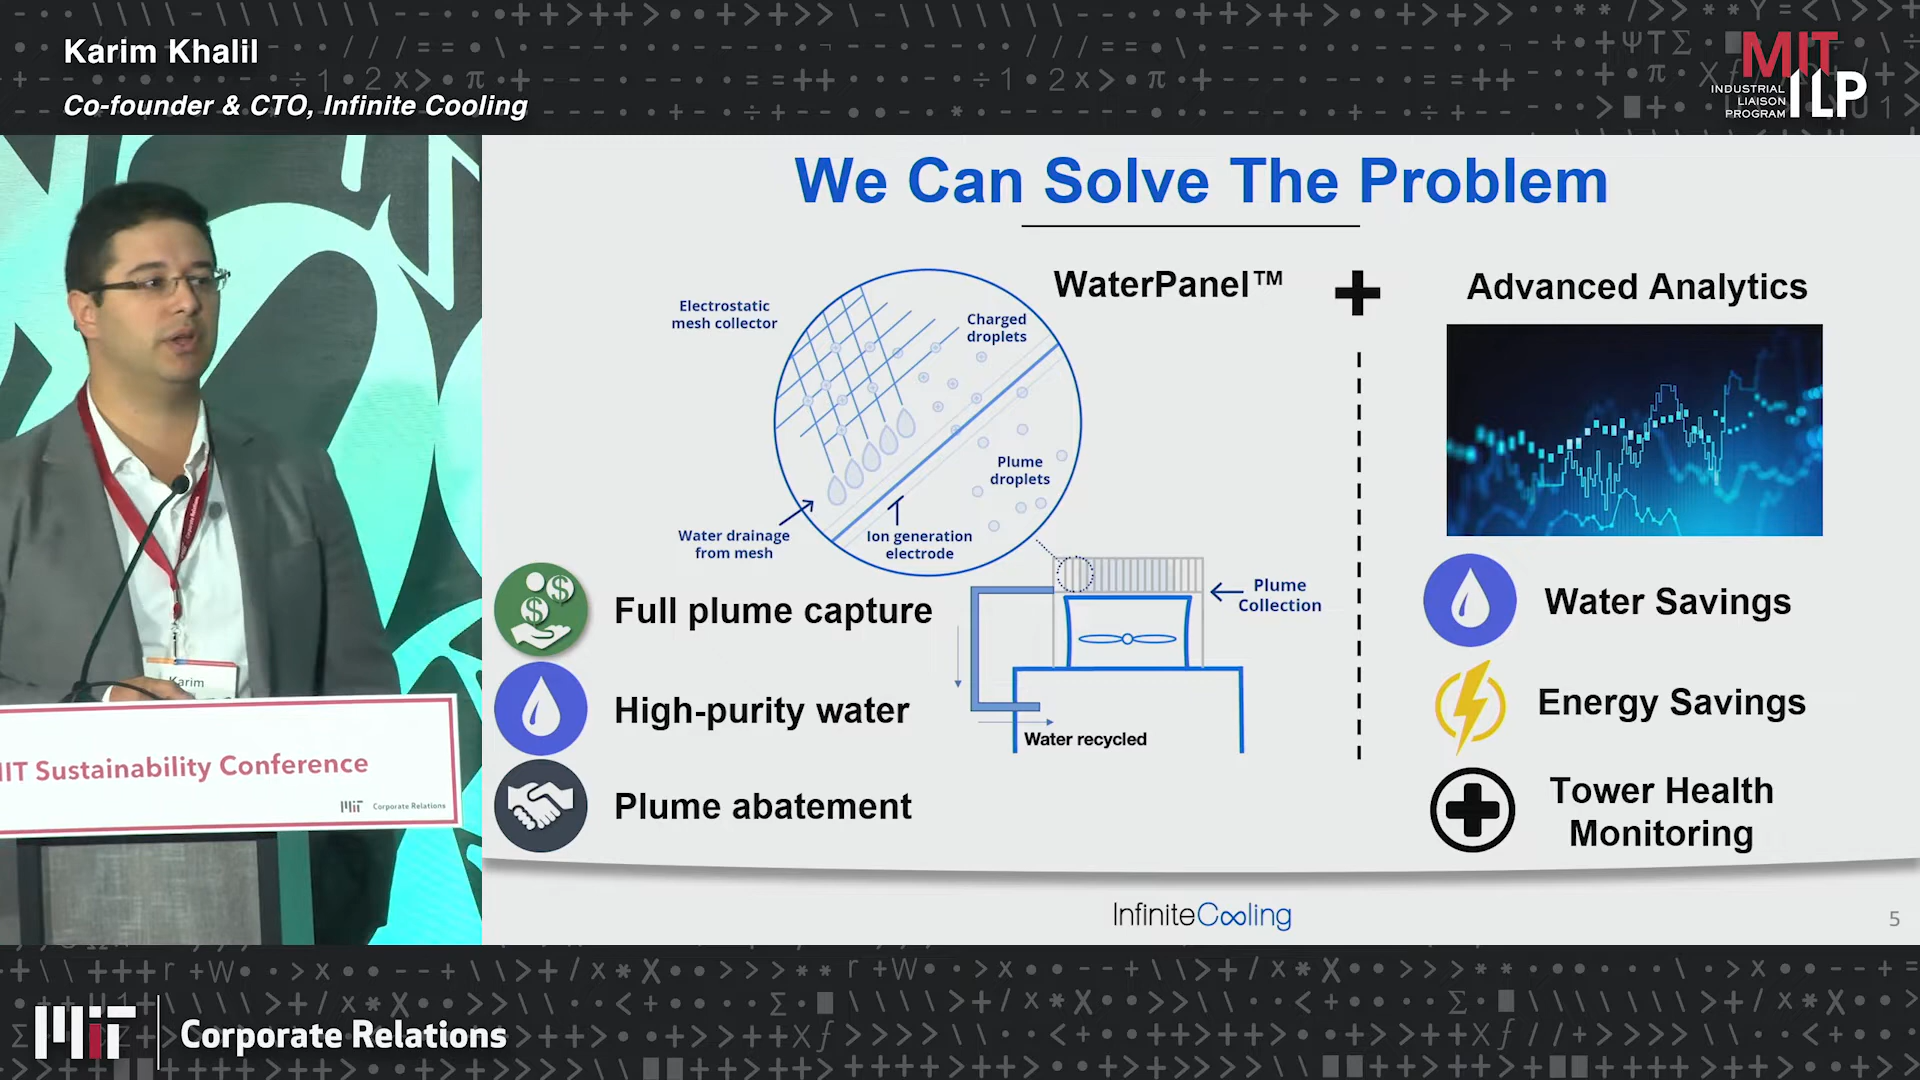 Karim Khalil
Co-founder & CTO, Infinite Cooling
MIT
ILP
INDUSTRIAL
LIAISON
PROGRAM
We Can Solve The Problem
WaterPanel™
+
Advanced Analytics
Electrostatic
mesh collector
Charged
droplets
Plume
droplets
Water drainage
from mesh
Ion generation
electrode
Plume
Collection
Water recycled
Full plume capture
High-purity water
Plume abatement
Water Savings
Energy Savings
Tower Health
Monitoring
InfiniteCooling
5
Karim
MIT Sustainability Conference
MIT Corporate Relations
MIT Corporate Relations